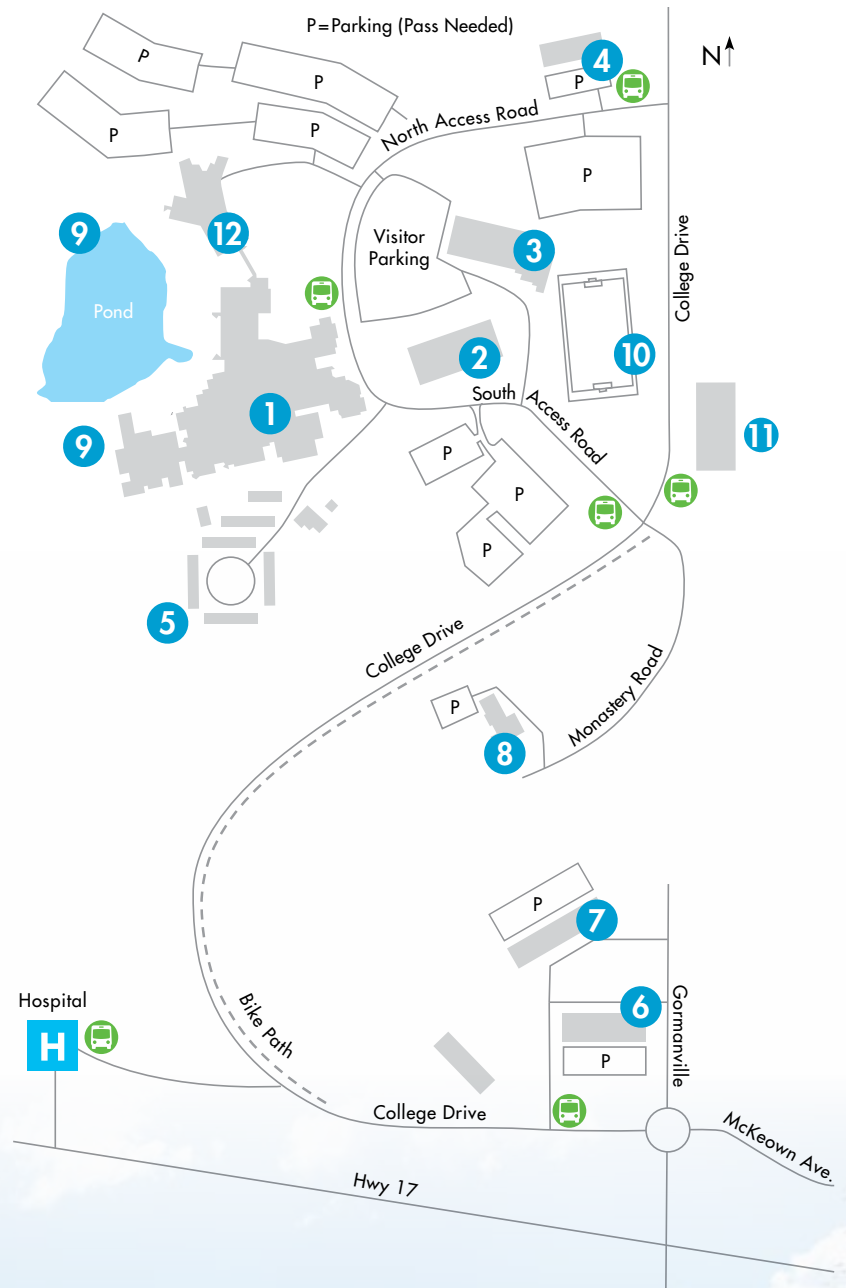 P=Parking (Pass Needed)
N
P
4
P
P
P
P
North Access Road
P
9
12
Visitor
Parking
3
College Drive
Pond
2
10
1
South
Access Road
11
9
P
P
P
5
College Drive
Monastery Road
P
8
P
7
Hospital
H
Bike Path
6
Gormanville
P
College Drive
McKeown Ave.
Hwy 17